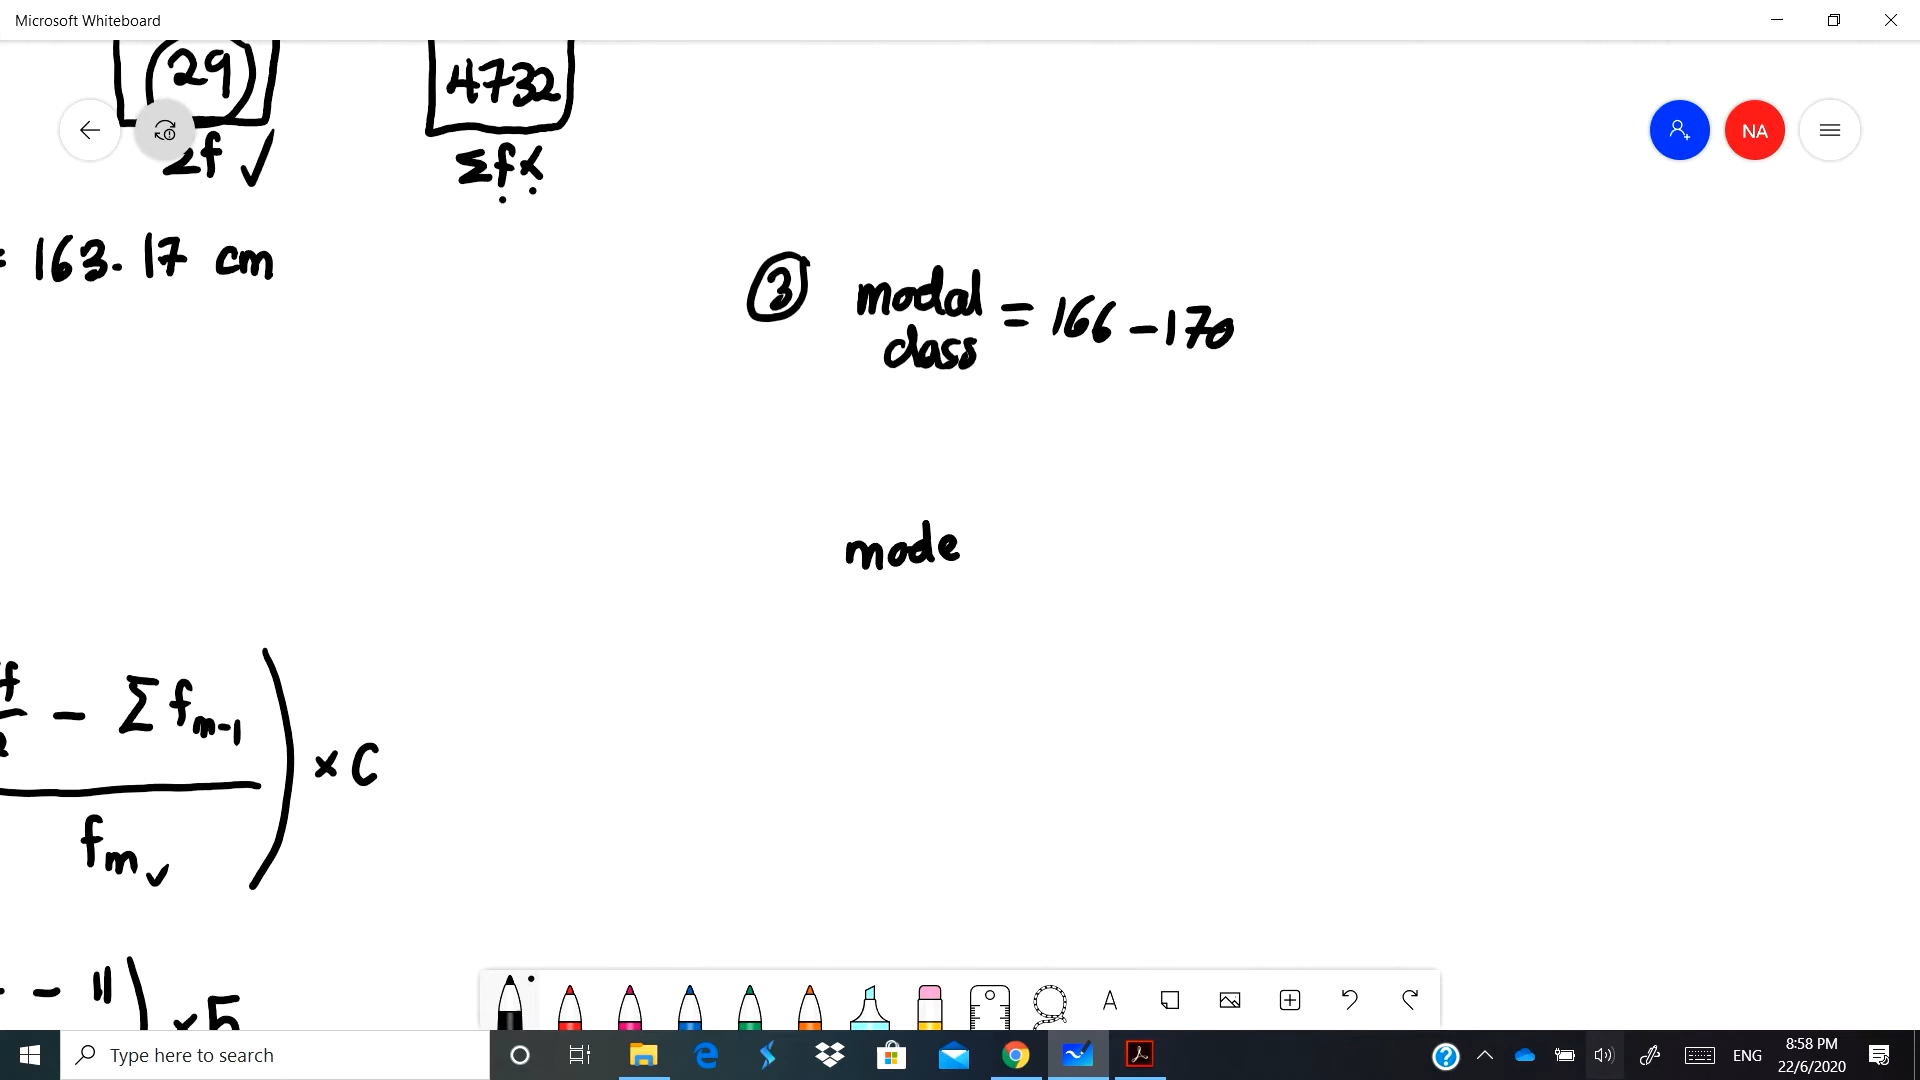 Microsoft Whiteboard
29
4732
Σf ✓
Σfx
NA
= 163.17 cm
3 modal class = 166 - 170
mode
- Σf m-1
) × C
fm ✓
- 11 ) × 5
A
Type here to search
ENG
8:58 PM
22/6/2020